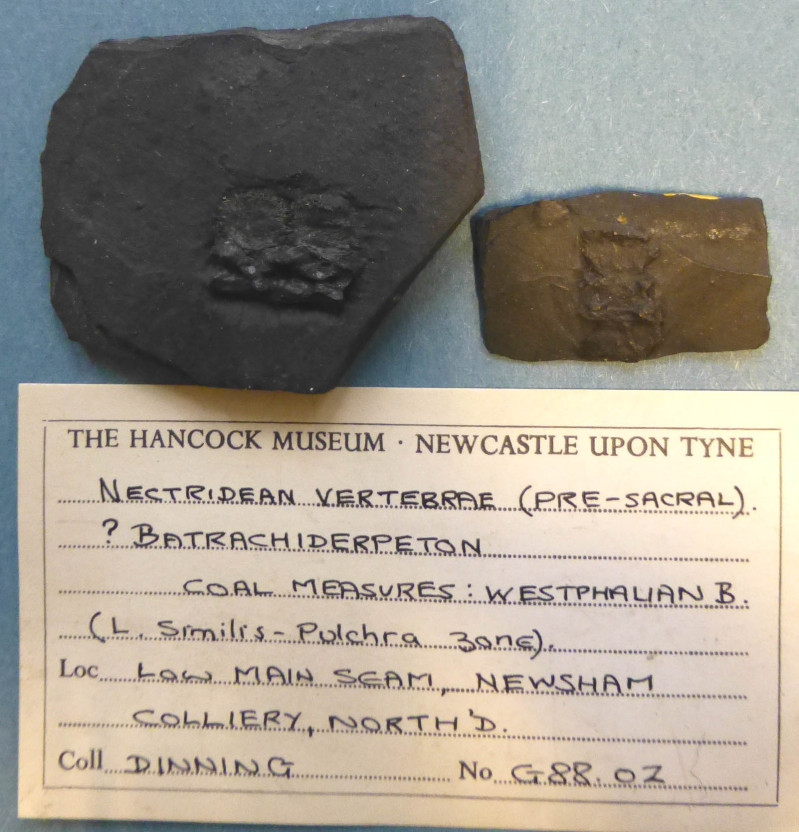 THE HANCOCK MUSEUM · NEWCASTLE UPON TYNE
NECTRIDEAN VERTEBRAE (PRE-SACRAL).
? BATRACHIDERPETON
COAL MEASURES: WESTPHALIAN B.
(L. Similis-Pulchra Zone).
Loc LOW MAIN SEAM, NEWSHAM
COLLIERY, NORTH'D.
Coll DINNING No G88.02